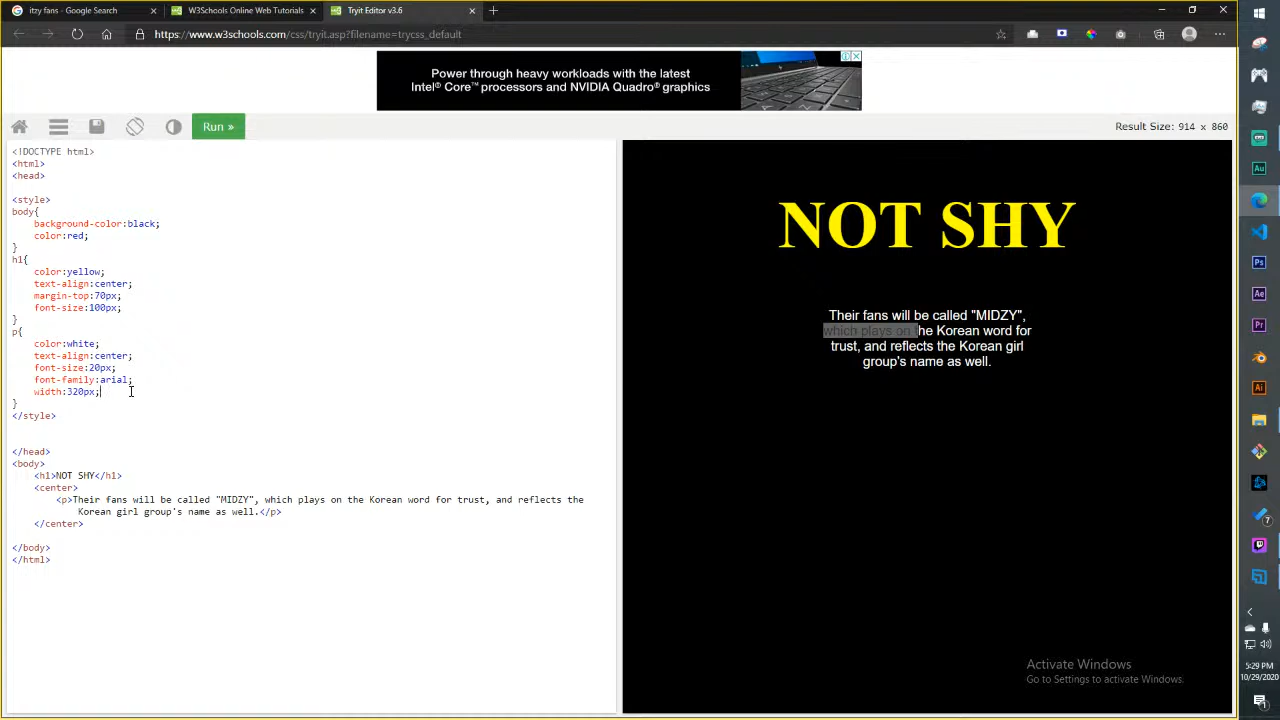 itzy fans - Google Search
W3Schools Online Web Tutorials
Tryit Editor v3.6
https://www.w3schools.com/css/tryit.asp?filename=trycss_default
Power through heavy workloads with the latest
Intel® Core™ processors and NVIDIA Quadro® graphics
Run »
Result Size: 914 x 860
<!DOCTYPE html>
<html>
<head>
<style>
body{
background-color:black;
color:red;
}
h1{
color:yellow;
text-align:center;
margin-top:70px;
font-size:100px;
}
p{
color:white;
text-align:center;
font-size:20px;
font-family:arial;
width:320px;
}
</style>
</head>
<body>
<h1>NOT SHY</h1>
<center>
<p>Their fans will be called "MIDZY", which plays on the Korean word for trust, and reflects the
Korean girl group's name as well.</p>
</center>
</body>
</html>
NOT SHY
Their fans will be called "MIDZY",
which plays on the Korean word for
trust, and reflects the Korean girl
group's name as well.
Activate Windows
Go to Settings to activate Windows.
Au
Ps
Ae
Pr
Ai
7
5:29 PM
10/29/2020
1